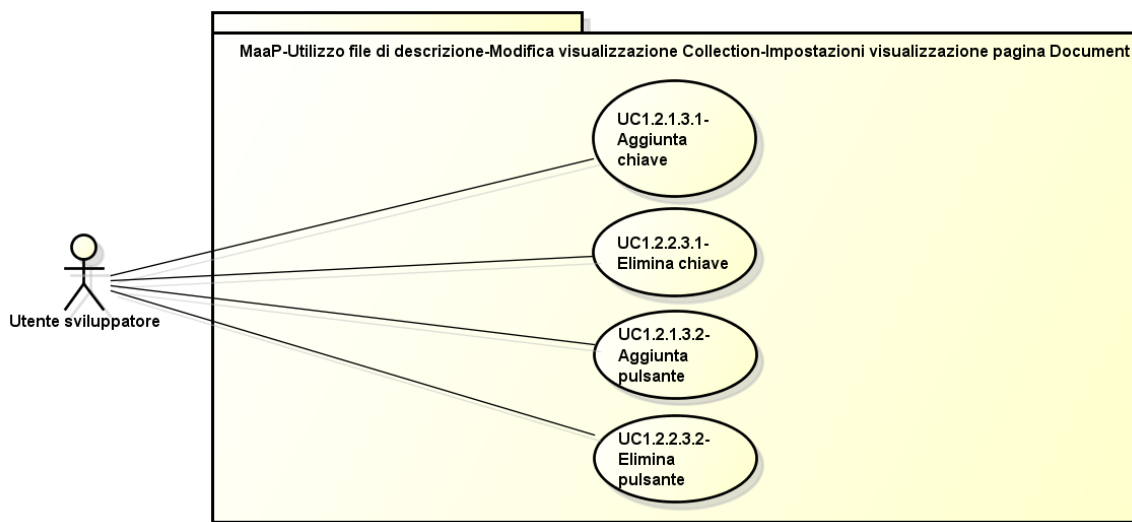 MaaP-Utilizzo file di descrizione-Modifica visualizzazione Collection-Impostazioni visualizzazione pagina Document
UC1.2.1.3.1-
Aggiunta
chiave
UC1.2.2.3.1-
Elimina chiave
Utente sviluppatore
UC1.2.1.3.2-
Aggiunta
pulsante
UC1.2.2.3.2-
Elimina
pulsante